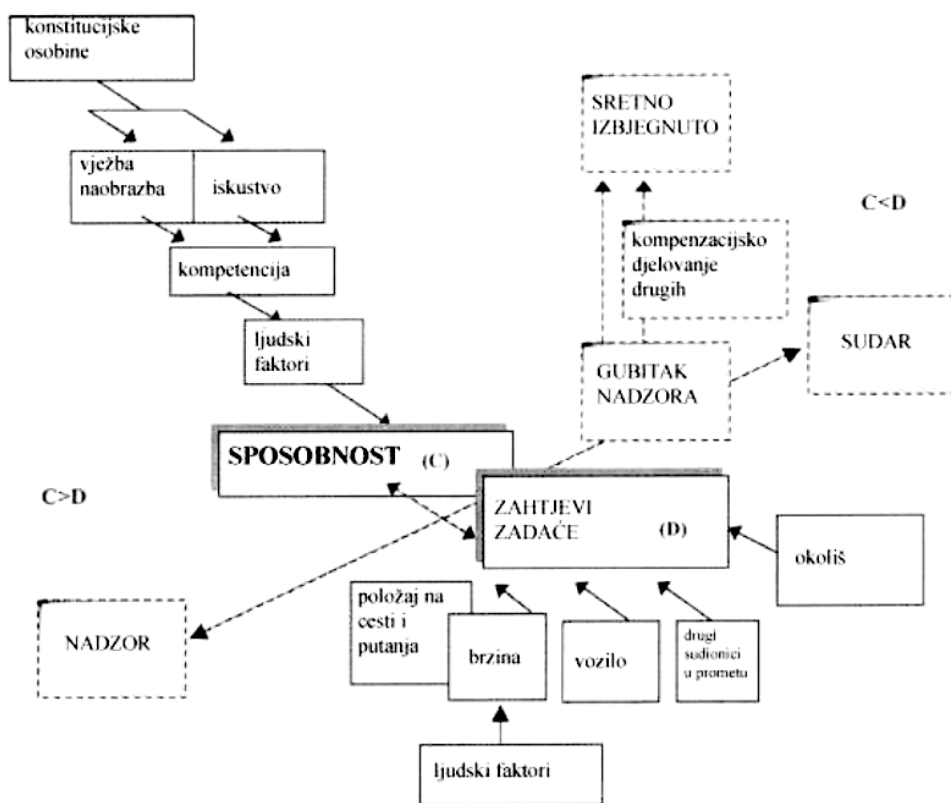 konstitucijske
osobine
SRETNO
IZBJEGNUTO
vježba
naobrazba
iskustvo
C<D
kompenzacijsko
djelovanje
drugih
kompetencija
ljudski
faktori
SUDAR
GUBITAK
NADZORA
SPOSOBNOST (C)
C>D
ZAHTJEVI
ZADAĆE (D)
okoliš
položaj na
cesti i
putanja
NADZOR
brzina
vozilo
drugi
sudionici
u prometu
ljudski faktori